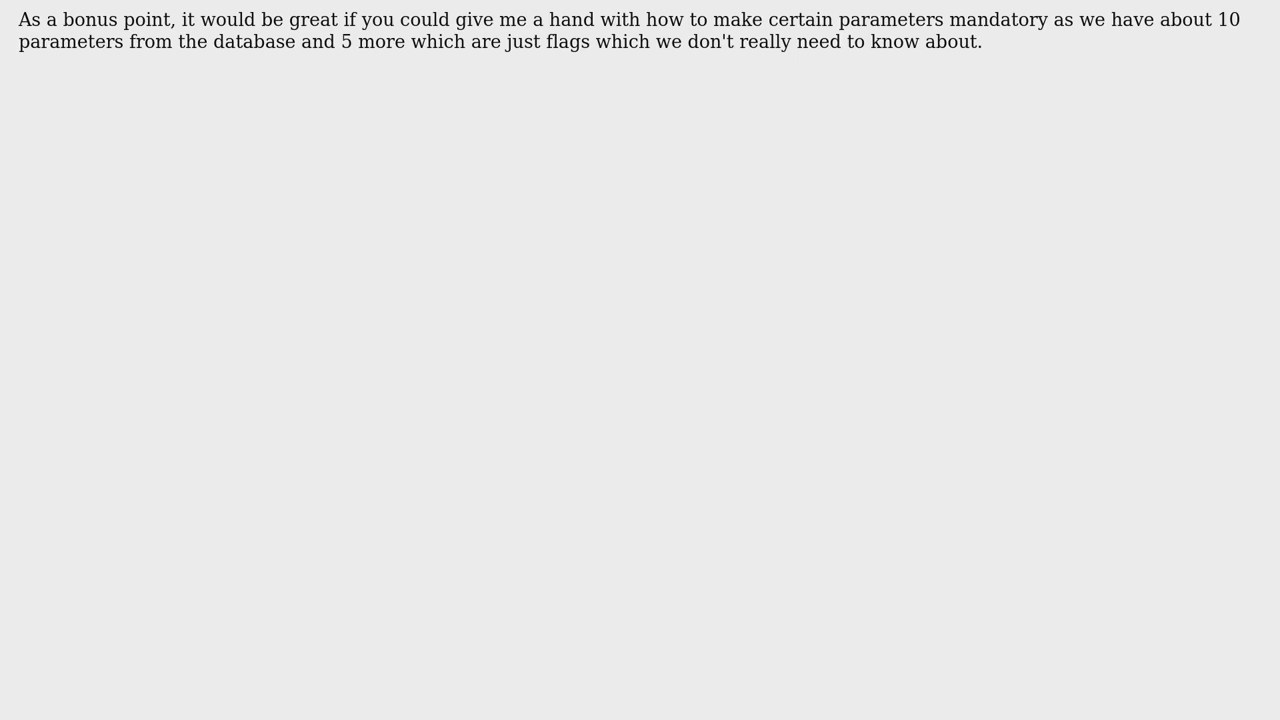 As a bonus point, it would be great if you could give me a hand with how to make certain parameters mandatory as we have about 10
parameters from the database and 5 more which are just flags which we don't really need to know about.